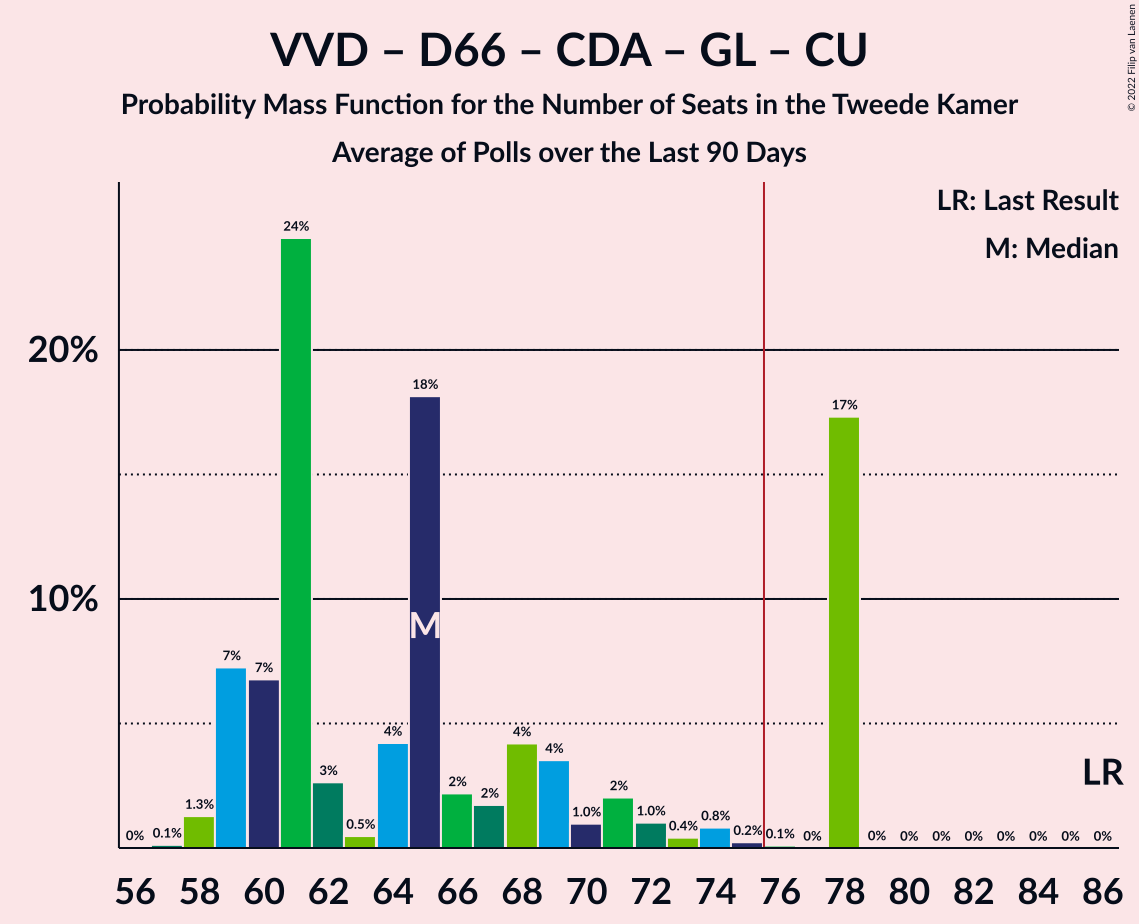 VVD – D66 – CDA – GL – CU
Probability Mass Function for the Number of Seats in the Tweede Kamer
Average of Polls over the Last 90 Days
© 2022 Filip van Laenen
LR: Last Result
M: Median
20%
10%
0% 0.1% 1.3% 7% 7% 24% 3% 0.5% 4% 18% 2% 2% 4% 4% 1.0% 2% 1.0% 0.4% 0.8% 0.2% 0.1% 0% 17% 0% 0% 0% 0% 0% 0% 0% 0%
M
LR
56 58 60 62 64 66 68 70 72 74 76 78 80 82 84 86